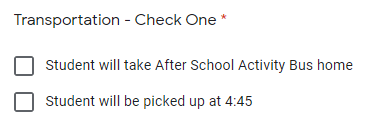 Transportation - Check One *
Student will take After School Activity Bus home
Student will be picked up at 4:45